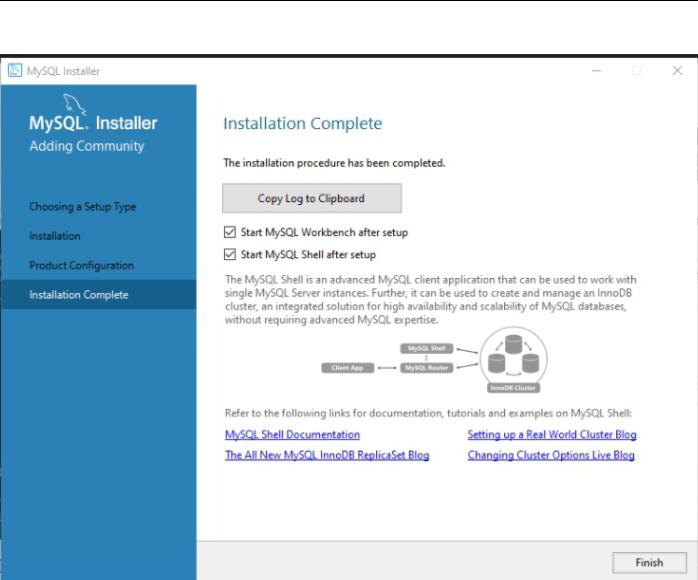 MySQL Installer
MySQL. Installer
Adding Community
Choosing a Setup Type
Installation
Product Configuration
Installation Complete
Installation Complete
The installation procedure has been completed.
Copy Log to Clipboard
Start MySQL Workbench after setup
Start MySQL Shell after setup
The MySQL Shell is an advanced MySQL client application that can be used to work with
single MySQL Server instances. Further, it can be used to create and manage an InnoDB
cluster, an integrated solution for high availability and scalability of MySQL databases,
without requiring advanced MySQL expertise.
MySQL Shell
Client App
MySQL Router
InnoDB Cluster
Refer to the following links for documentation, tutorials and examples on MySQL Shell:
MySQL Shell Documentation
Setting up a Real World Cluster Blog
The All New MySQL InnoDB ReplicaSet Blog
Changing Cluster Options Live Blog
Finish